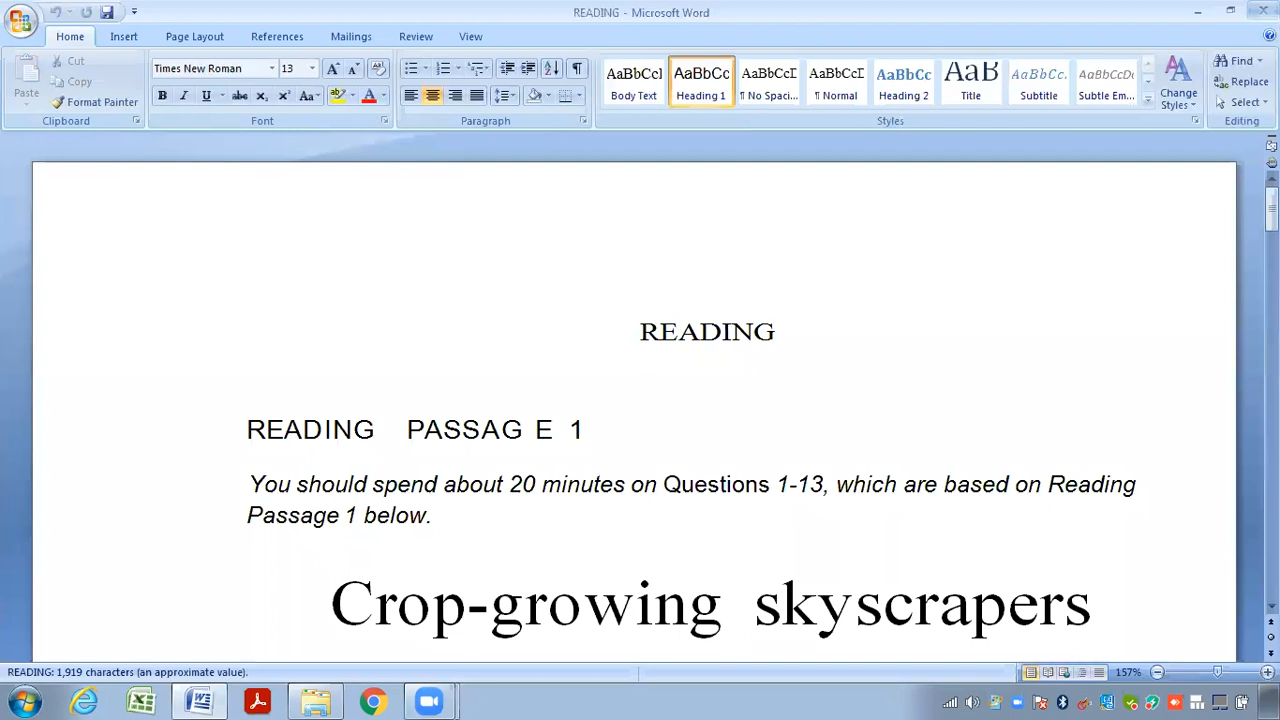 READING - Microsoft Word
Home Insert Page Layout References Mailings Review View
Paste
Cut
Copy
Format Painter
Clipboard
Times New Roman 13
Font
Paragraph
AaBbCcI AaBbCc AaBbCcI AaBbCcI AaBbCc AaB AaBbCc. AaBbCcDc
Body Text Heading 1 ¶ No Spaci... ¶ Normal Heading 2 Title Subtitle Subtle Em...
Change Styles
Styles
Find
Replace
Select
Editing
READING
READING PASSAG E 1
You should spend about 20 minutes on Questions 1-13, which are based on Reading
Passage 1 below.
Crop-growing skyscrapers
READING: 1,919 characters (an approximate value).
157%